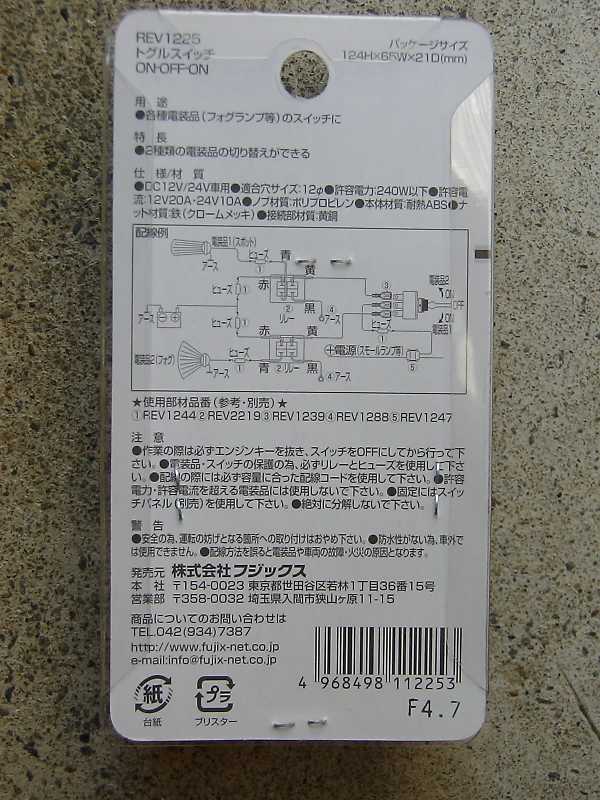 REV1225
トグルスイッチ
ON-OFF-ON
パッケージサイズ
124H×65W×21D(mm)
用 途
●各種電装品(フォグランプ等)のスイッチに
特 長
●2種類の電装品の切り替えができる
仕 様/材 質
●DC12V/24V車用●適合穴サイズ:12φ●許容電力:240W以下●許容電
流:12V20A・24V10A●ノブ材質:ポリプロピレン●本体材質:耐熱ABS●ナ
ット材質:鉄(クロームメッキ)●接続部材質:黄銅
配線例
電装品1(スポット)
アース
ヒューズ
①
青
黄
赤
黒
② リレー
④アース
ヒューズ
①
アース
ヒューズ
①
③
電装品2
ON
OFF
ON
電装品1
ヒューズ
①
赤
黄
⊕電源(スモールランプ等)
⑤
電装品2(フォグ)
アース
ヒューズ
①
青
② リレー
黒
④アース
★使用部材品番(参考・別売)★
①REV1244②REV2219③REV1239④REV1288⑤REV1247
注 意
●作業の際は必ずエンジンキーを抜き、スイッチをOFFにしてから行って下
さい。●電装品・スイッチの保護の為、必ずリレーとヒューズを使用して下さ
い。●配線の際には必ず容量に合った配線コードを使用して下さい。●許容
電力・許容電流を超える電装品には使用しないで下さい。●固定にはスイッ
チパネル(別売)を使用して下さい。●絶対に分解しないで下さい。
警 告
●安全の為、運転の妨げとなる箇所への取り付けはおやめ下さい。●防水性がない為、車外で
は使用できません。●配線方法を誤ると電装品や車両の故障・火災の原因となります。
発売元 株式会社フジックス
本 社 〒154-0023 東京都世田谷区若林1丁目36番15号
営業部 〒358-0032 埼玉県入間市狭山ヶ原11-15
商品についてのお問い合わせは
TEL.042(934)7387
http://www.fujix-net.co.jp
e-mail:info@fujix-net.co.jp
紙
台紙
プラ
ブリスター
4 968498 112253
F4.7